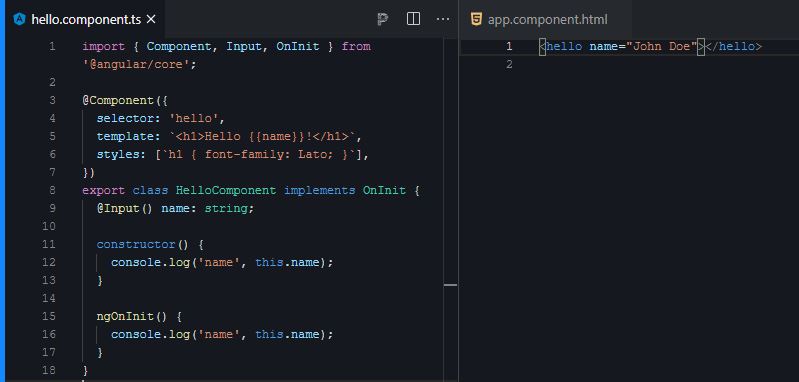 hello.component.ts
import { Component, Input, OnInit } from
'@angular/core';
@Component({
selector: 'hello',
template: `<h1>Hello {{name}}!</h1>`,
styles: [`h1 { font-family: Lato; }`],
})
export class HelloComponent implements OnInit {
@Input() name: string;
constructor() {
console.log('name', this.name);
}
ngOnInit() {
console.log('name', this.name);
}
}
1
2
3
4
5
6
7
8
9
10
11
12
13
14
15
16
17
18
app.component.html
1 <hello name="John Doe"></hello>
2